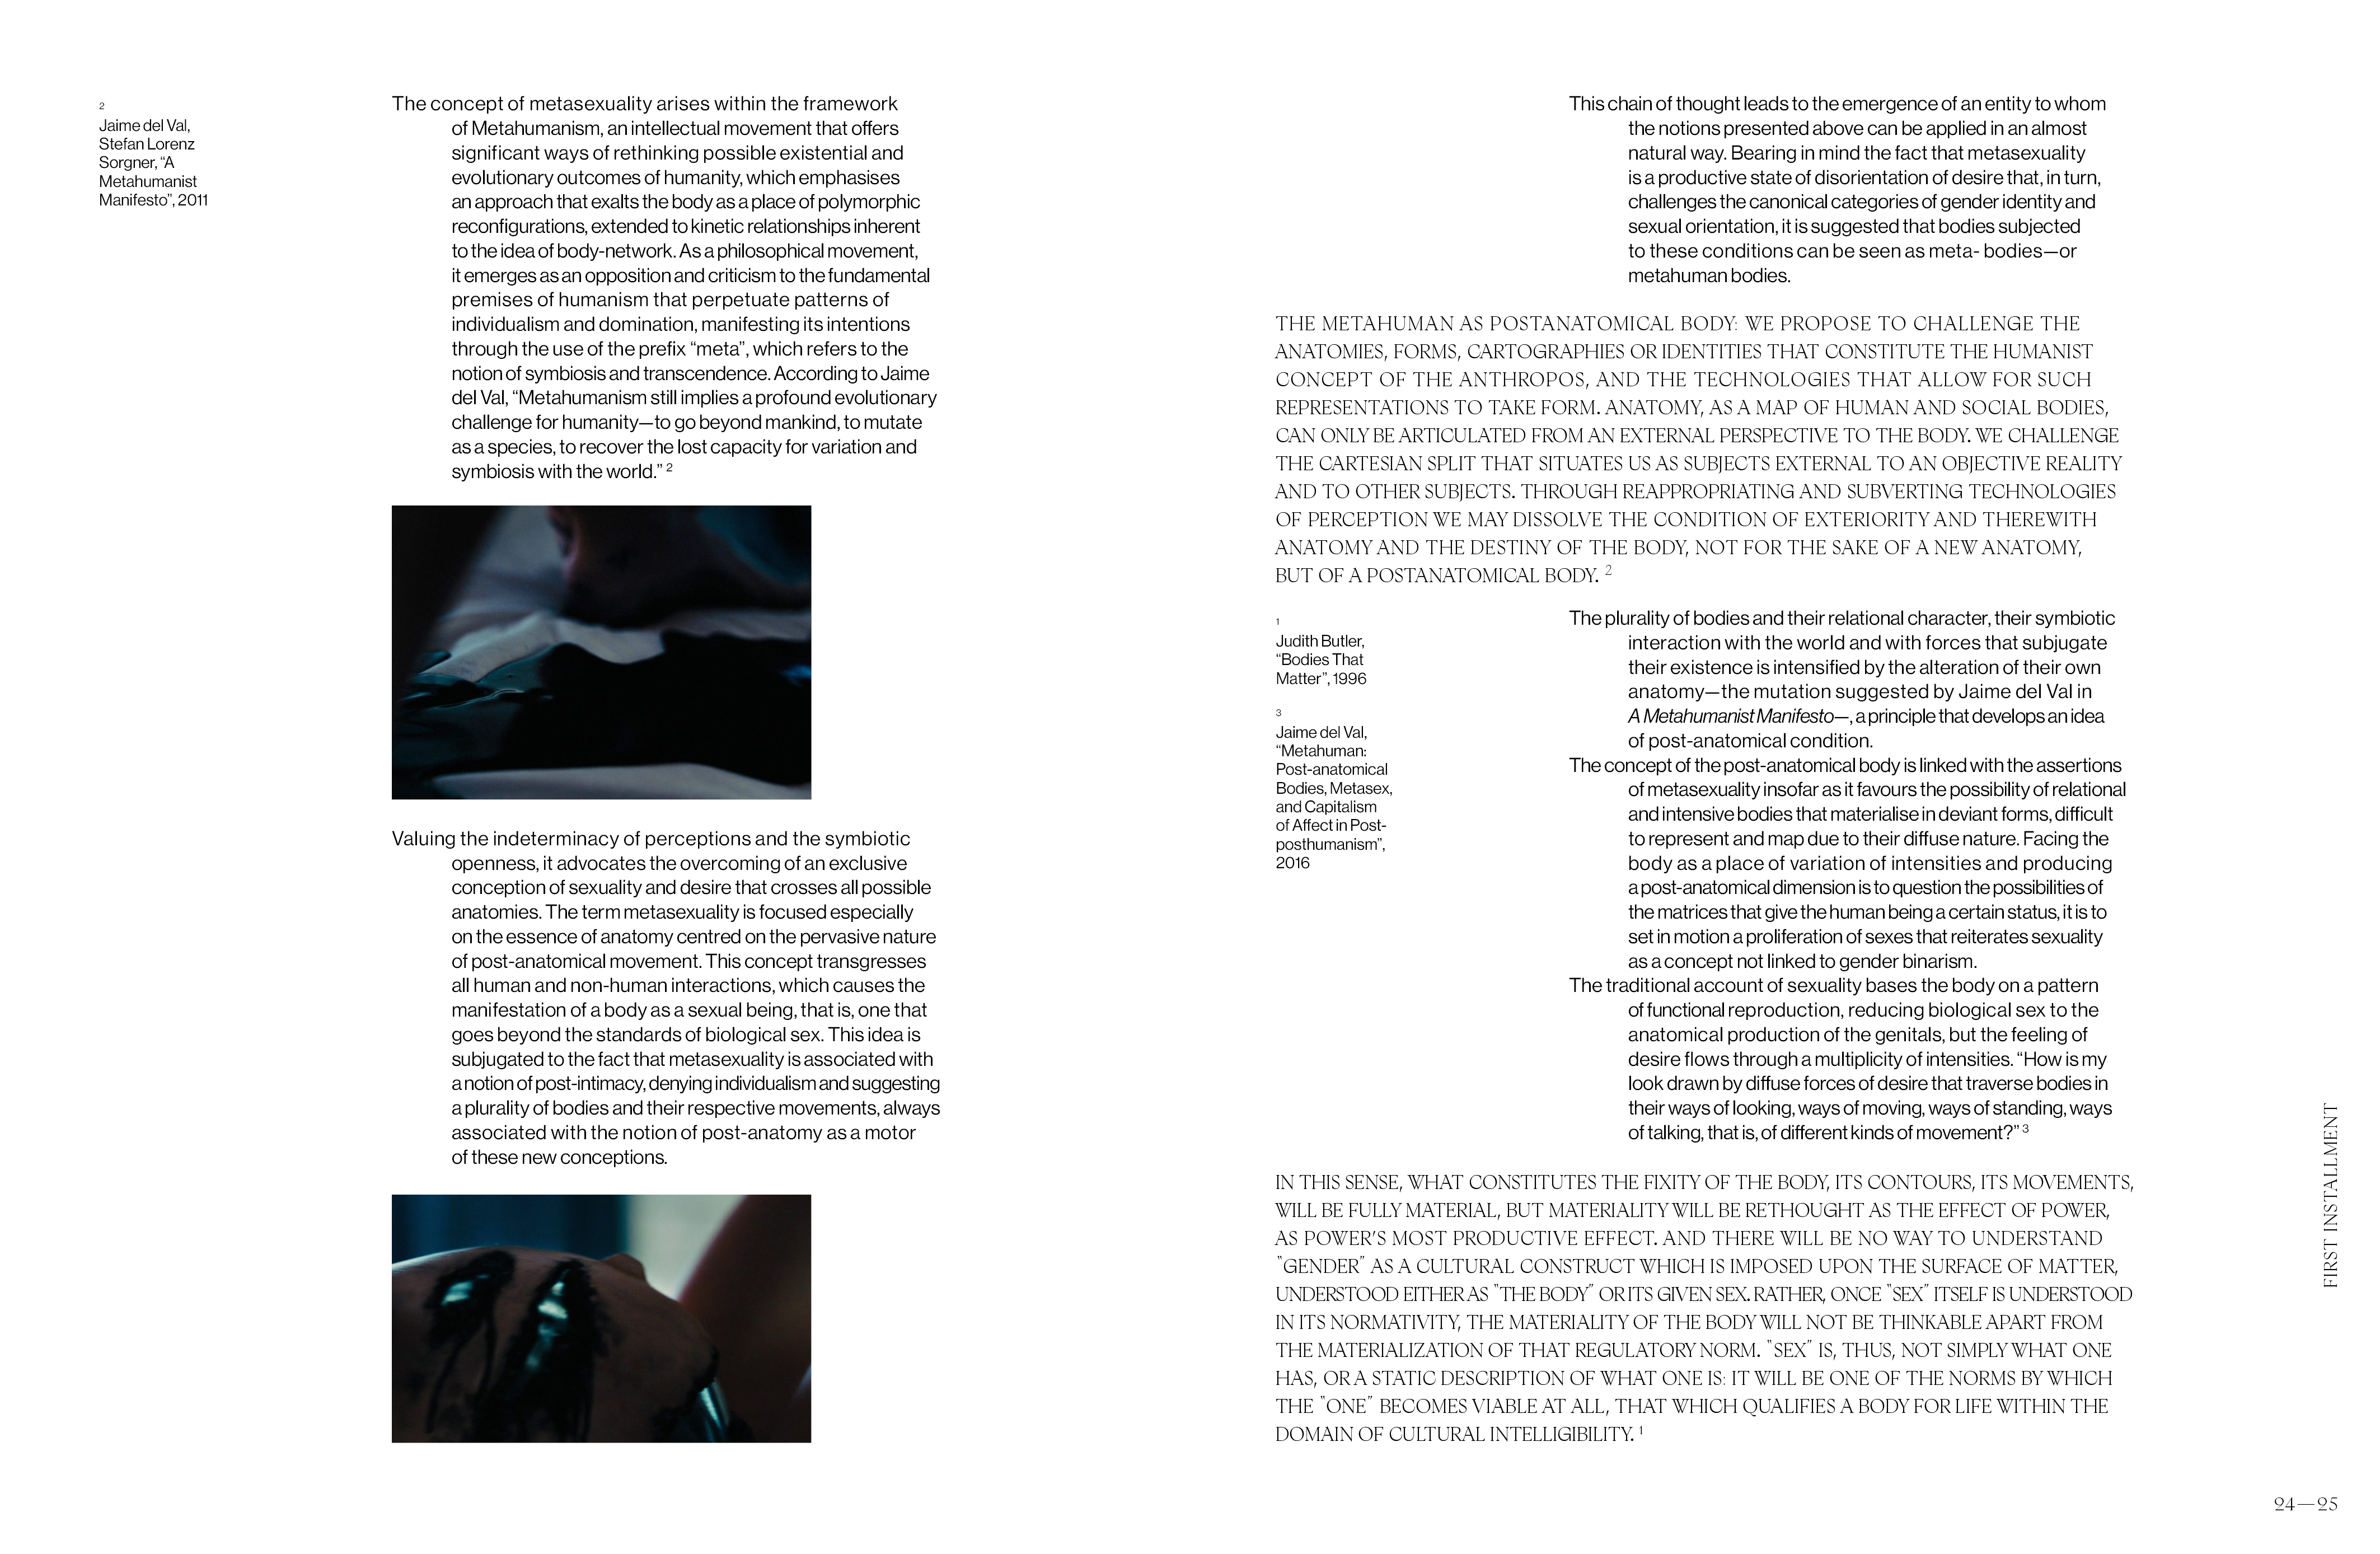 2
Jaime del Val,
Stefan Lorenz
Sorgner, “A
Metahumanist
Manifesto”, 2011
The concept of metasexuality arises within the framework
of Metahumanism, an intellectual movement that offers
significant ways of rethinking possible existential and
evolutionary outcomes of humanity, which emphasises
an approach that exalts the body as a place of polymorphic
reconfigurations, extended to kinetic relationships inherent
to the idea of body-network. As a philosophical movement,
it emerges as an opposition and criticism to the fundamental
premises of humanism that perpetuate patterns of
individualism and domination, manifesting its intentions
through the use of the prefix “meta”, which refers to the
notion of symbiosis and transcendence. According to Jaime
del Val, “Metahumanism still implies a profound evolutionary
challenge for humanity—to go beyond mankind, to mutate
as a species, to recover the lost capacity for variation and
symbiosis with the world.” 2
Valuing the indeterminacy of perceptions and the symbiotic
openness, it advocates the overcoming of an exclusive
conception of sexuality and desire that crosses all possible
anatomies. The term metasexuality is focused especially
on the essence of anatomy centred on the pervasive nature
of post-anatomical movement. This concept transgresses
all human and non-human interactions, which causes the
manifestation of a body as a sexual being, that is, one that
goes beyond the standards of biological sex. This idea is
subjugated to the fact that metasexuality is associated with
a notion of post-intimacy, denying individualism and suggesting
a plurality of bodies and their respective movements, always
associated with the notion of post-anatomy as a motor
of these new conceptions.
This chain of thought leads to the emergence of an entity to whom
the notions presented above can be applied in an almost
natural way. Bearing in mind the fact that metasexuality
is a productive state of disorientation of desire that, in turn,
challenges the canonical categories of gender identity and
sexual orientation, it is suggested that bodies subjected
to these conditions can be seen as meta- bodies—or
metahuman bodies.
THE METAHUMAN AS POSTANATOMICAL BODY: WE PROPOSE TO CHALLENGE THE
ANATOMIES, FORMS, CARTOGRAPHIES OR IDENTITIES THAT CONSTITUTE THE HUMANIST
CONCEPT OF THE ANTHROPOS, AND THE TECHNOLOGIES THAT ALLOW FOR SUCH
REPRESENTATIONS TO TAKE FORM. ANATOMY, AS A MAP OF HUMAN AND SOCIAL BODIES,
CAN ONLY BE ARTICULATED FROM AN EXTERNAL PERSPECTIVE TO THE BODY. WE CHALLENGE
THE CARTESIAN SPLIT THAT SITUATES US AS SUBJECTS EXTERNAL TO AN OBJECTIVE REALITY
AND TO OTHER SUBJECTS. THROUGH REAPPROPRIATING AND SUBVERTING TECHNOLOGIES
OF PERCEPTION WE MAY DISSOLVE THE CONDITION OF EXTERIORITY AND THEREWITH
ANATOMY AND THE DESTINY OF THE BODY, NOT FOR THE SAKE OF A NEW ANATOMY,
BUT OF A POSTANATOMICAL BODY. 2
1
Judith Butler,
“Bodies That
Matter”, 1996
3
Jaime del Val,
“Metahuman:
Post-anatomical
Bodies, Metasex,
and Capitalism
of Affect in Post-
posthumanism”,
2016
The plurality of bodies and their relational character, their symbiotic
interaction with the world and with forces that subjugate
their existence is intensified by the alteration of their own
anatomy—the mutation suggested by Jaime del Val in
A Metahumanist Manifesto—, a principle that develops an idea
of post-anatomical condition.
The concept of the post-anatomical body is linked with the assertions
of metasexuality insofar as it favours the possibility of relational
and intensive bodies that materialise in deviant forms, difficult
to represent and map due to their diffuse nature. Facing the
body as a place of variation of intensities and producing
a post-anatomical dimension is to question the possibilities of
the matrices that give the human being a certain status, it is to
set in motion a proliferation of sexes that reiterates sexuality
as a concept not linked to gender binarism.
The traditional account of sexuality bases the body on a pattern
of functional reproduction, reducing biological sex to the
anatomical production of the genitals, but the feeling of
desire flows through a multiplicity of intensities. “How is my
look drawn by diffuse forces of desire that traverse bodies in
their ways of looking, ways of moving, ways of standing, ways
of talking, that is, of different kinds of movement?” 3
IN THIS SENSE, WHAT CONSTITUTES THE FIXITY OF THE BODY, ITS CONTOURS, ITS MOVEMENTS,
WILL BE FULLY MATERIAL, BUT MATERIALITY WILL BE RETHOUGHT AS THE EFFECT OF POWER,
AS POWER’S MOST PRODUCTIVE EFFECT. AND THERE WILL BE NO WAY TO UNDERSTAND
“GENDER” AS A CULTURAL CONSTRUCT WHICH IS IMPOSED UPON THE SURFACE OF MATTER,
UNDERSTOOD EITHER AS “THE BODY” OR ITS GIVEN SEX. RATHER, ONCE “SEX” ITSELF IS UNDERSTOOD
IN ITS NORMATIVITY, THE MATERIALITY OF THE BODY WILL NOT BE THINKABLE APART FROM
THE MATERIALIZATION OF THAT REGULATORY NORM. “SEX” IS, THUS, NOT SIMPLY WHAT ONE
HAS, OR A STATIC DESCRIPTION OF WHAT ONE IS: IT WILL BE ONE OF THE NORMS BY WHICH
THE “ONE” BECOMES VIABLE AT ALL, THAT WHICH QUALIFIES A BODY FOR LIFE WITHIN THE
DOMAIN OF CULTURAL INTELLIGIBILITY. 1
FIRST INSTALLMENT
24—25